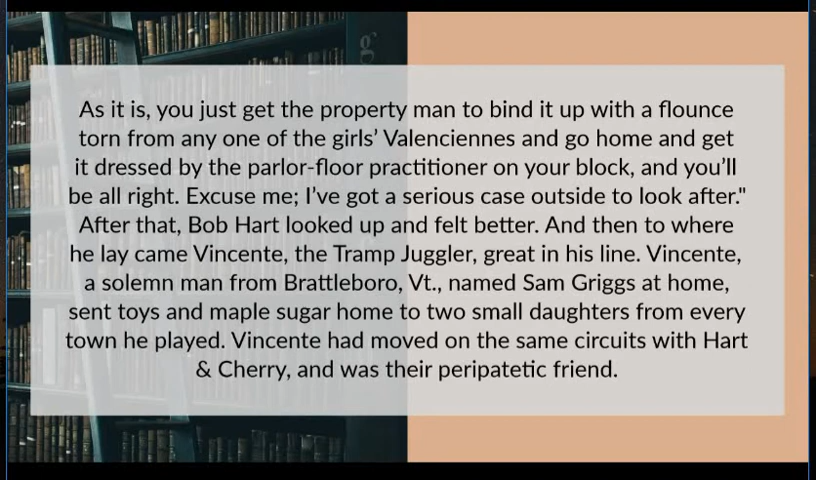 As it is, you just get the property man to bind it up with a flounce
torn from any one of the girls’ Valenciennes and go home and get
it dressed by the parlor-floor practitioner on your block, and you’ll
be all right. Excuse me; I’ve got a serious case outside to look after."
After that, Bob Hart looked up and felt better. And then to where
he lay came Vincente, the Tramp Juggler, great in his line. Vincente,
a solemn man from Brattleboro, Vt., named Sam Griggs at home,
sent toys and maple sugar home to two small daughters from every
town he played. Vincente had moved on the same circuits with Hart
& Cherry, and was their peripatetic friend.